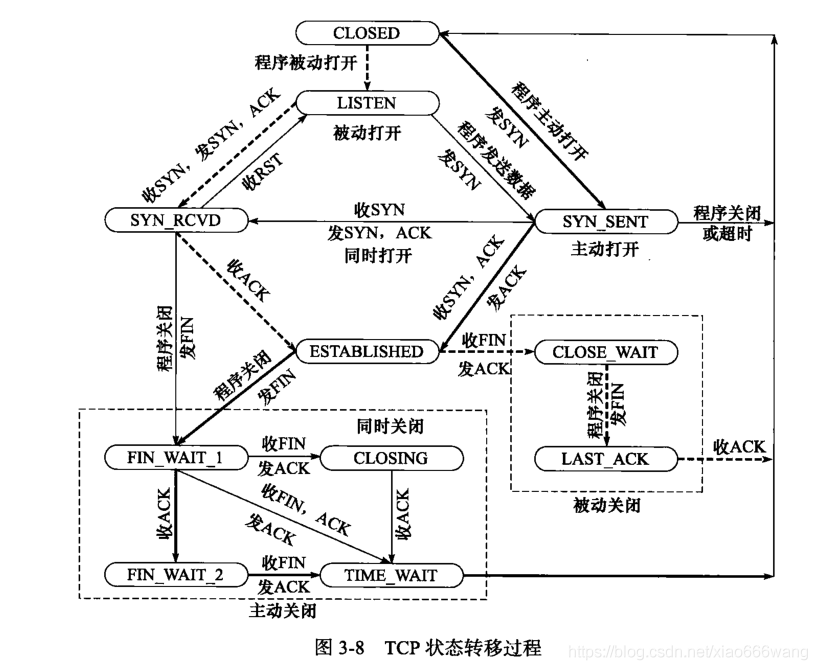 CLOSED
程序被动打开
LISTEN
被动打开
收SYN，发SYN，ACK
收RST
程序发送数据
发SYN
程序主动打开
发SYN
SYN_RCVD
收SYN
发SYN，ACK
同时打开
SYN_SENT
主动打开
程序关闭
或超时
收ACK
收SYN，ACK
发ACK
程序关闭
发FIN
ESTABLISHED
收FIN
发ACK
CLOSE_WAIT
程序关闭
发FIN
程序关闭
发FIN
LAST_ACK
收ACK
被动关闭
同时关闭
FIN_WAIT_1
收FIN
发ACK
CLOSING
收ACK
收FIN，ACK
发ACK
收ACK
FIN_WAIT_2
收FIN
发ACK
TIME_WAIT
主动关闭
图 3-8 TCP 状态转移过程
https://blog.csdn.net/xiao666wang